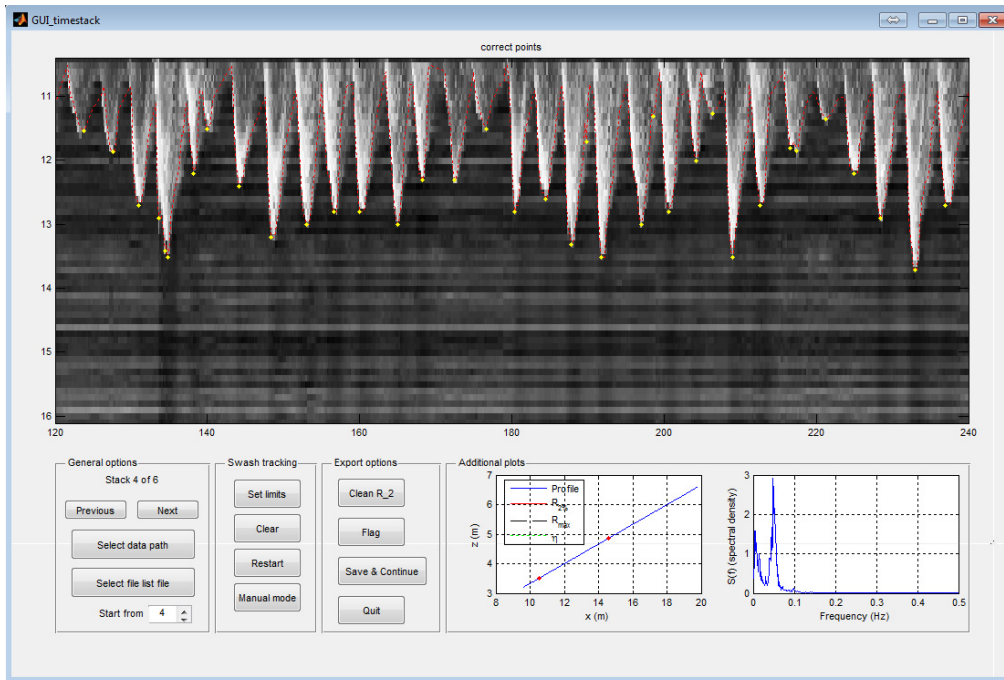 GUI_timestack
correct points
11
12
13
14
15
16
120
140
160
180
200
220
240
General options
Stack 4 of 6
Previous
Next
Select data path
Select file list file
Start from
4
Swash tracking
Set limits
Clear
Restart
Manual mode
Export options
Clean R_2
Flag
Save & Continue
Quit
Additional plots
7
6
5
4
3
z (m)
Profile
R2%
Rmax
η
8
10
12
14
16
18
20
x (m)
3
2
1
0
S(f) (spectral density)
0
0.1
0.2
0.3
0.4
0.5
Frequency (Hz)